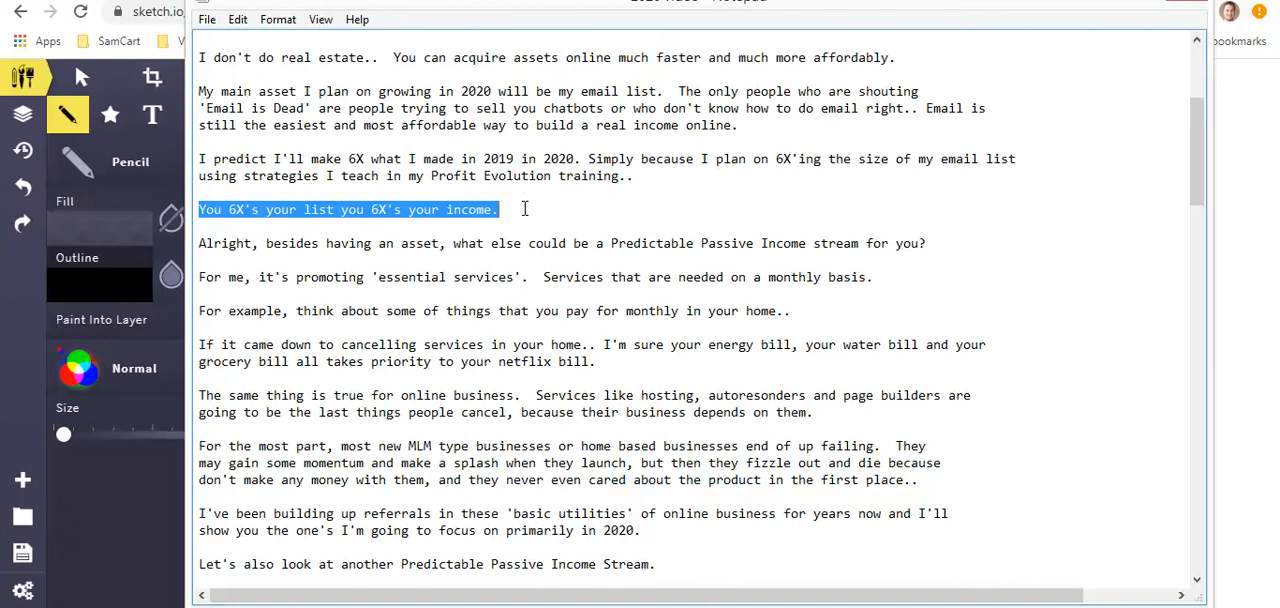 sketch.io
Apps
SamCart
bookmarks
File Edit Format View Help
I don't do real estate..  You can acquire assets online much faster and much more affordably.
My main asset I plan on growing in 2020 will be my email list.  The only people who are shouting
'Email is Dead' are people trying to sell you chatbots or who don't know how to do email right.. Email is
still the easiest and most affordable way to build a real income online.
I predict I'll make 6X what I made in 2019 in 2020. Simply because I plan on 6X'ing the size of my email list
using strategies I teach in my Profit Evolution training..
You 6X's your list you 6X's your income.
Alright, besides having an asset, what else could be a Predictable Passive Income stream for you?
For me, it's promoting 'essential services'.  Services that are needed on a monthly basis.
For example, think about some of things that you pay for monthly in your home..
If it came down to cancelling services in your home.. I'm sure your energy bill, your water bill and your
grocery bill all takes priority to your netflix bill.
The same thing is true for online business.  Services like hosting, autoresonders and page builders are
going to be the last things people cancel, because their business depends on them.
For the most part, most new MLM type businesses or home based businesses end of up failing.  They
may gain some momentum and make a splash when they launch, but then they fizzle out and die because
don't make any money with them, and they never even cared about the product in the first place..
I've been building up referrals in these 'basic utilities' of online business for years now and I'll
show you the one's I'm going to focus on primarily in 2020.
Let's also look at another Predictable Passive Income Stream.
T
Pencil
Fill
Outline
Paint Into Layer
Normal
Size